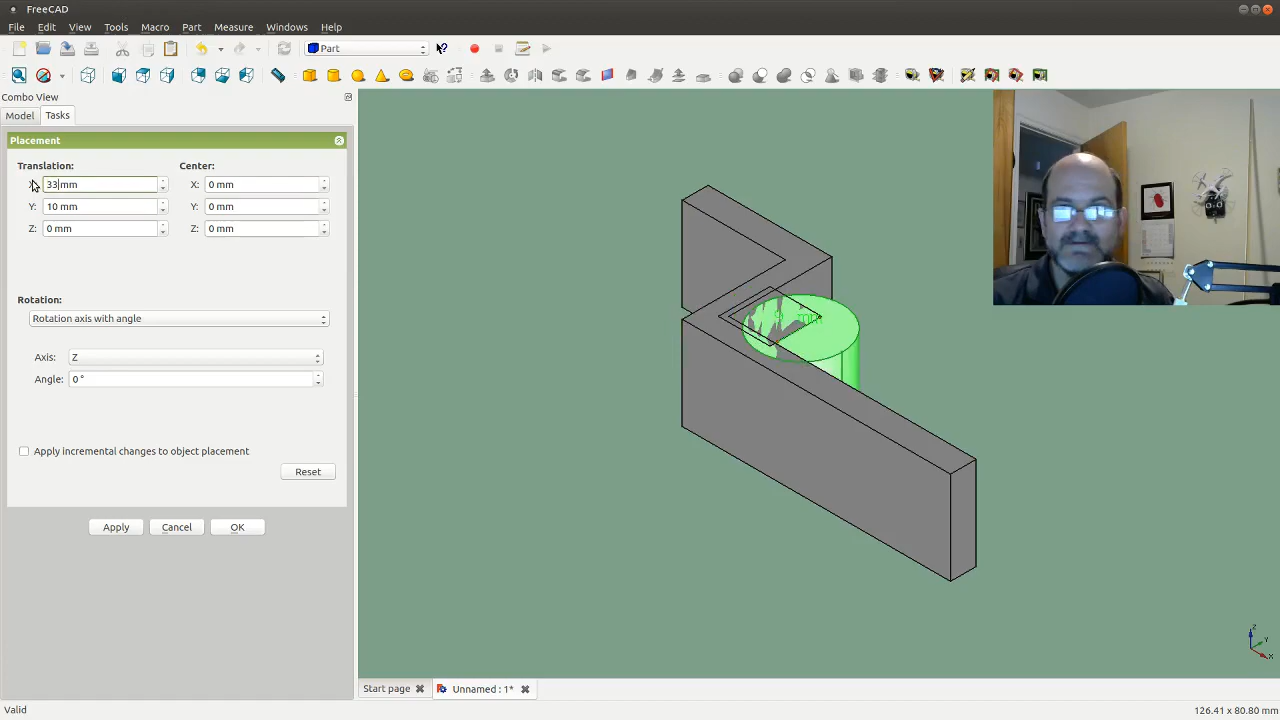 FreeCAD
File Edit View Tools Macro Part Measure Windows Help
Part
Combo View
Model Tasks
Placement
Translation: Center:
33 mm X: 0 mm
Y: 10 mm Y: 0 mm
Z: 0 mm Z: 0 mm
Rotation:
Rotation axis with angle
Axis: Z
Angle: 0 °
Apply incremental changes to object placement
Reset
Apply Cancel OK
Z
Y
X
Start page Unnamed : 1*
Valid 126.41 x 80.80 mm